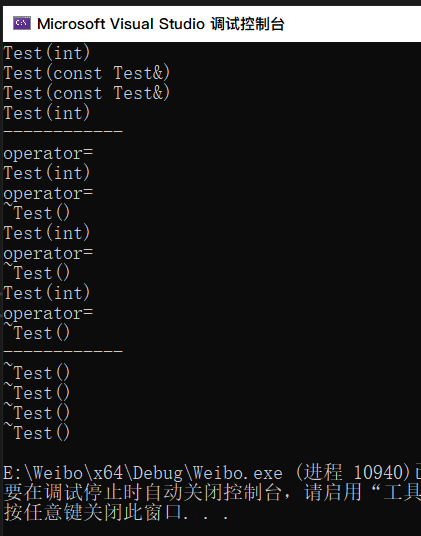 Microsoft Visual Studio 调试控制台
Test(int)
Test(const Test&)
Test(const Test&)
Test(int)
------------
operator=
Test(int)
operator=
~Test()
Test(int)
operator=
~Test()
Test(int)
operator=
~Test()
------------
~Test()
~Test()
~Test()
~Test()
E:\Weibo\x64\Debug\Weibo.exe (进程 10940)
要在调试停止时自动关闭控制台，请启用“工具
按任意键关闭此窗口. . .